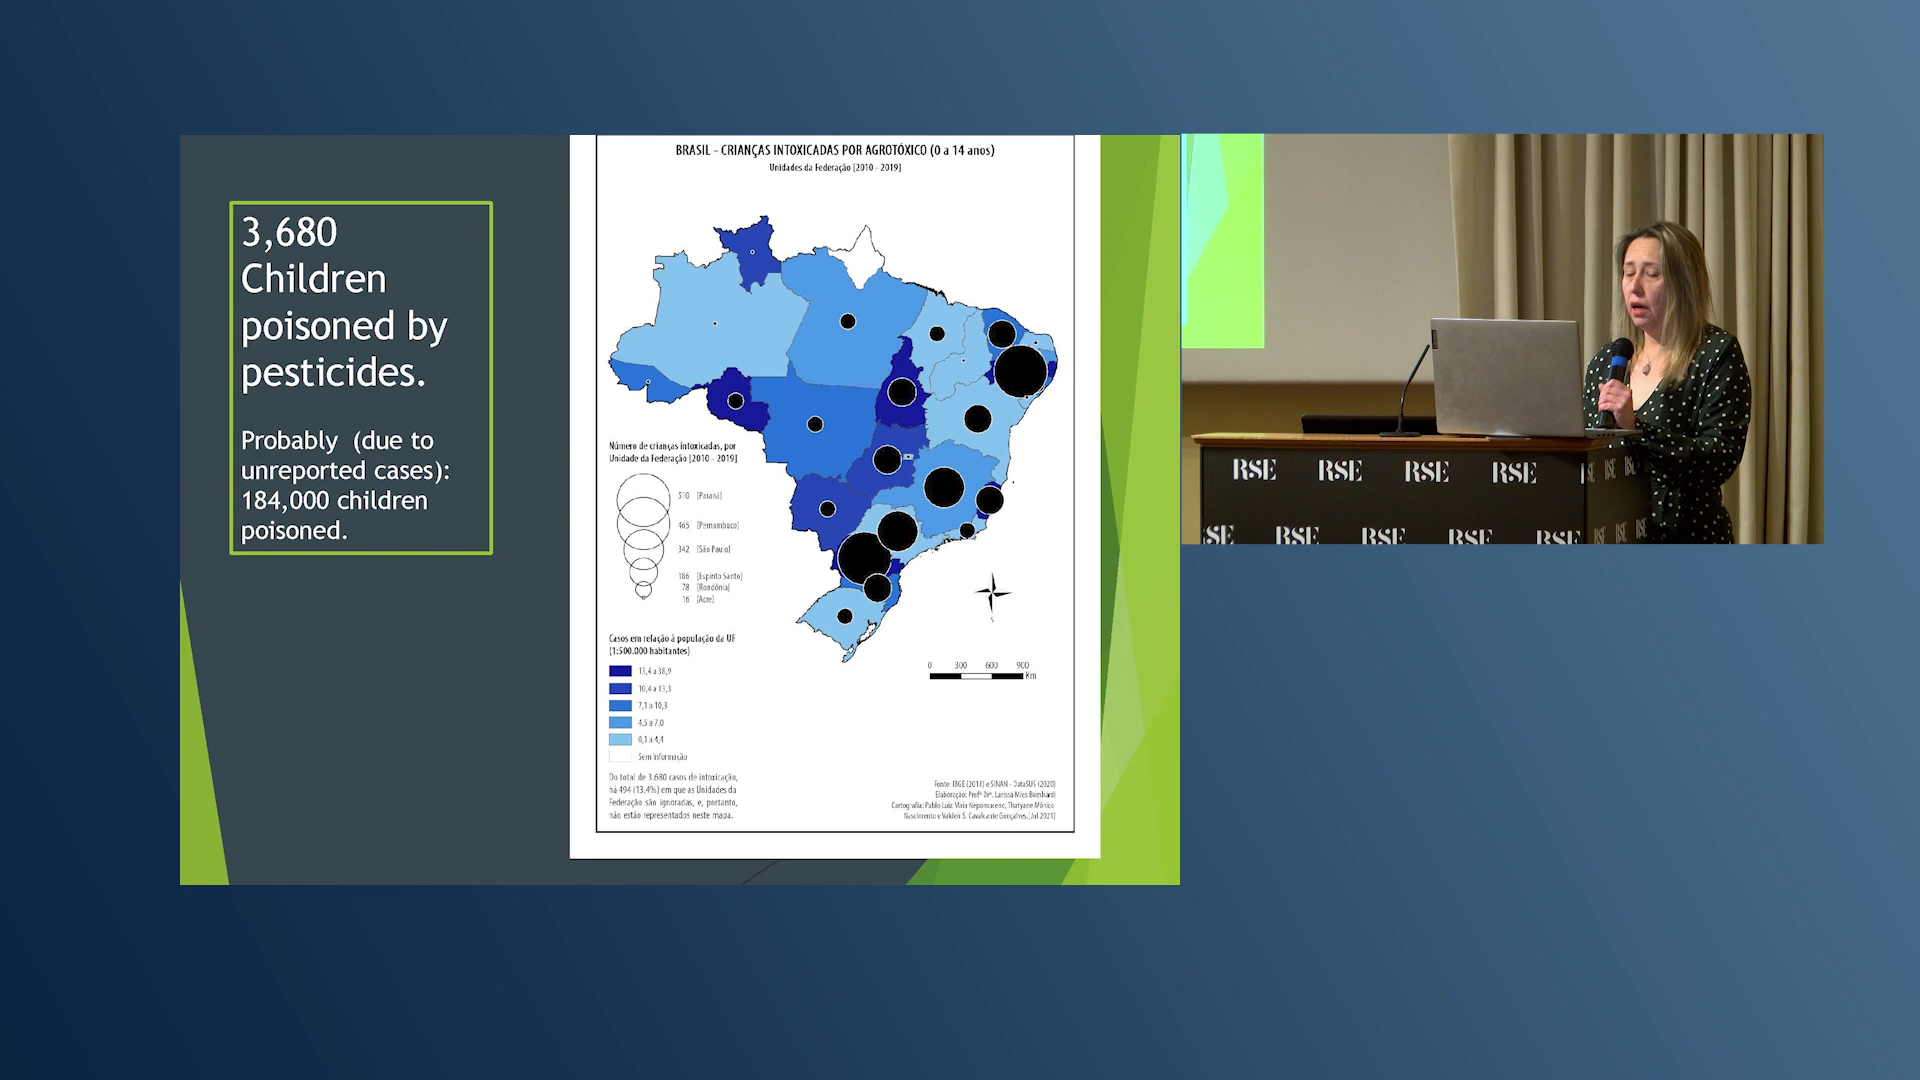 3,680
Children
poisoned by
pesticides.
Probably (due to
unreported cases):
184,000 children
poisoned.
BRASIL – CRIANÇAS INTOXICADAS POR AGROTÓXICO (0 a 14 anos)
Unidades da Federação [2010 - 2019]
Número de crianças intoxicadas, por
Unidade da Federação [2010 - 2019]
510 [Paraná]
465 [Pernambuco]
342 [São Paulo]
186 [Espírito Santo]
78 [Rondônia]
16 [Acre]
Casos em relação à população da UF
(1:500.000 habitantes)
13,4 a 38,9
10,4 a 13,3
7,1 a 10,3
4,5 a 7,0
0,1 a 4,4
Sem Informação
Do total de 3.680 casos de intoxicação,
há 494 (13,4%) em que as Unidades da
Federação são ignoradas, e, portanto,
não estão representados neste mapa.
S
0 300 600 900
Km
Fonte: IBGE (2013) e SINAN - DataSUS (2020)
Elaboração: Profª Drª. Larissa Mies Bombardi
Cartografia: Pablo Luiz Maia Nepomuceno, Thatyane Mônico
Nascimento e Valdeir S. Cavalcante Gonçalves. [Jul 2021]
RSE RSE RSE RSE RSE RSE RSE
SE RSE RSE RSE RSE RSE RSE